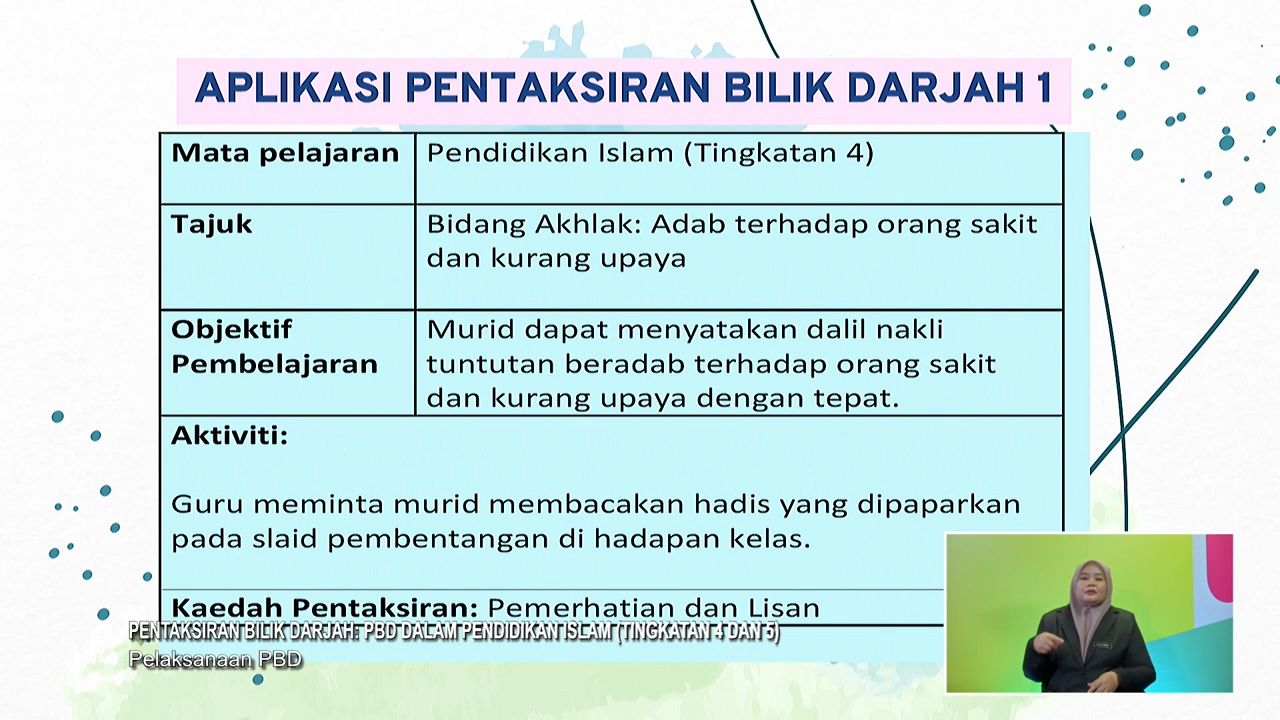 APLIKASI PENTAKSIRAN BILIK DARJAH 1
Mata pelajaran
Pendidikan Islam (Tingkatan 4)
Tajuk
Bidang Akhlak: Adab terhadap orang sakit
dan kurang upaya
Objektif
Pembelajaran
Murid dapat menyatakan dalil nakli
tuntutan beradab terhadap orang sakit
dan kurang upaya dengan tepat.
Aktiviti:
Guru meminta murid membacakan hadis yang dipaparkan
pada slaid pembentangan di hadapan kelas.
Kaedah Pentaksiran: Pemerhatian dan Lisan
PENTAKSIRAN BILIK DARJAH: PBD DALAM PENDIDIKAN ISLAM (TINGKATAN 4 DAN 5)
Pelaksanaan PBD